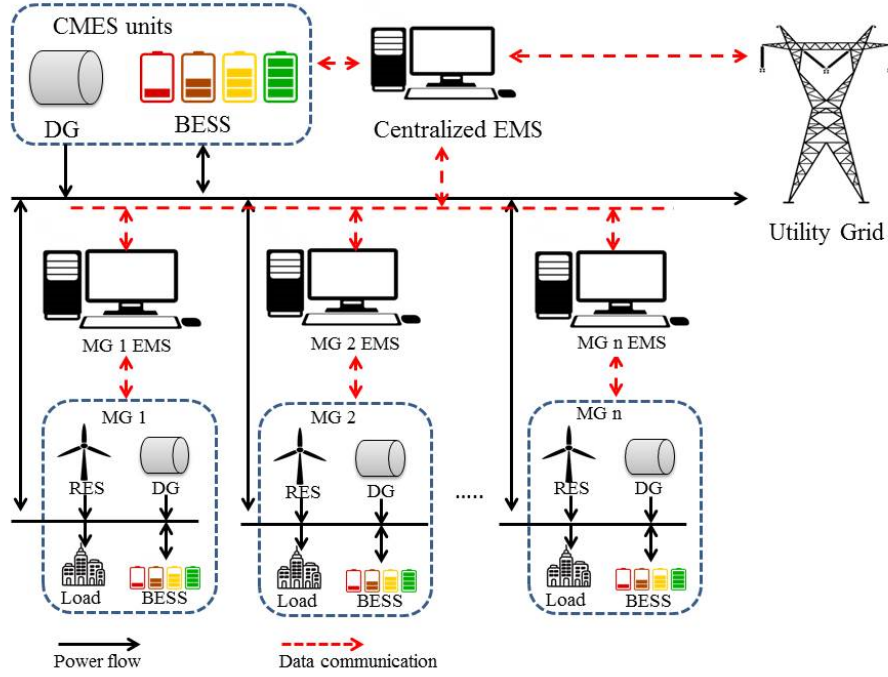 CMES units
DG
BESS
Centralized EMS
Utility Grid
MG 1 EMS
MG 2 EMS
MG n EMS
MG 1
RES
DG
Load
BESS
MG 2
RES
DG
Load
BESS
.....
MG n
RES
DG
Load
BESS
Power flow
Data communication